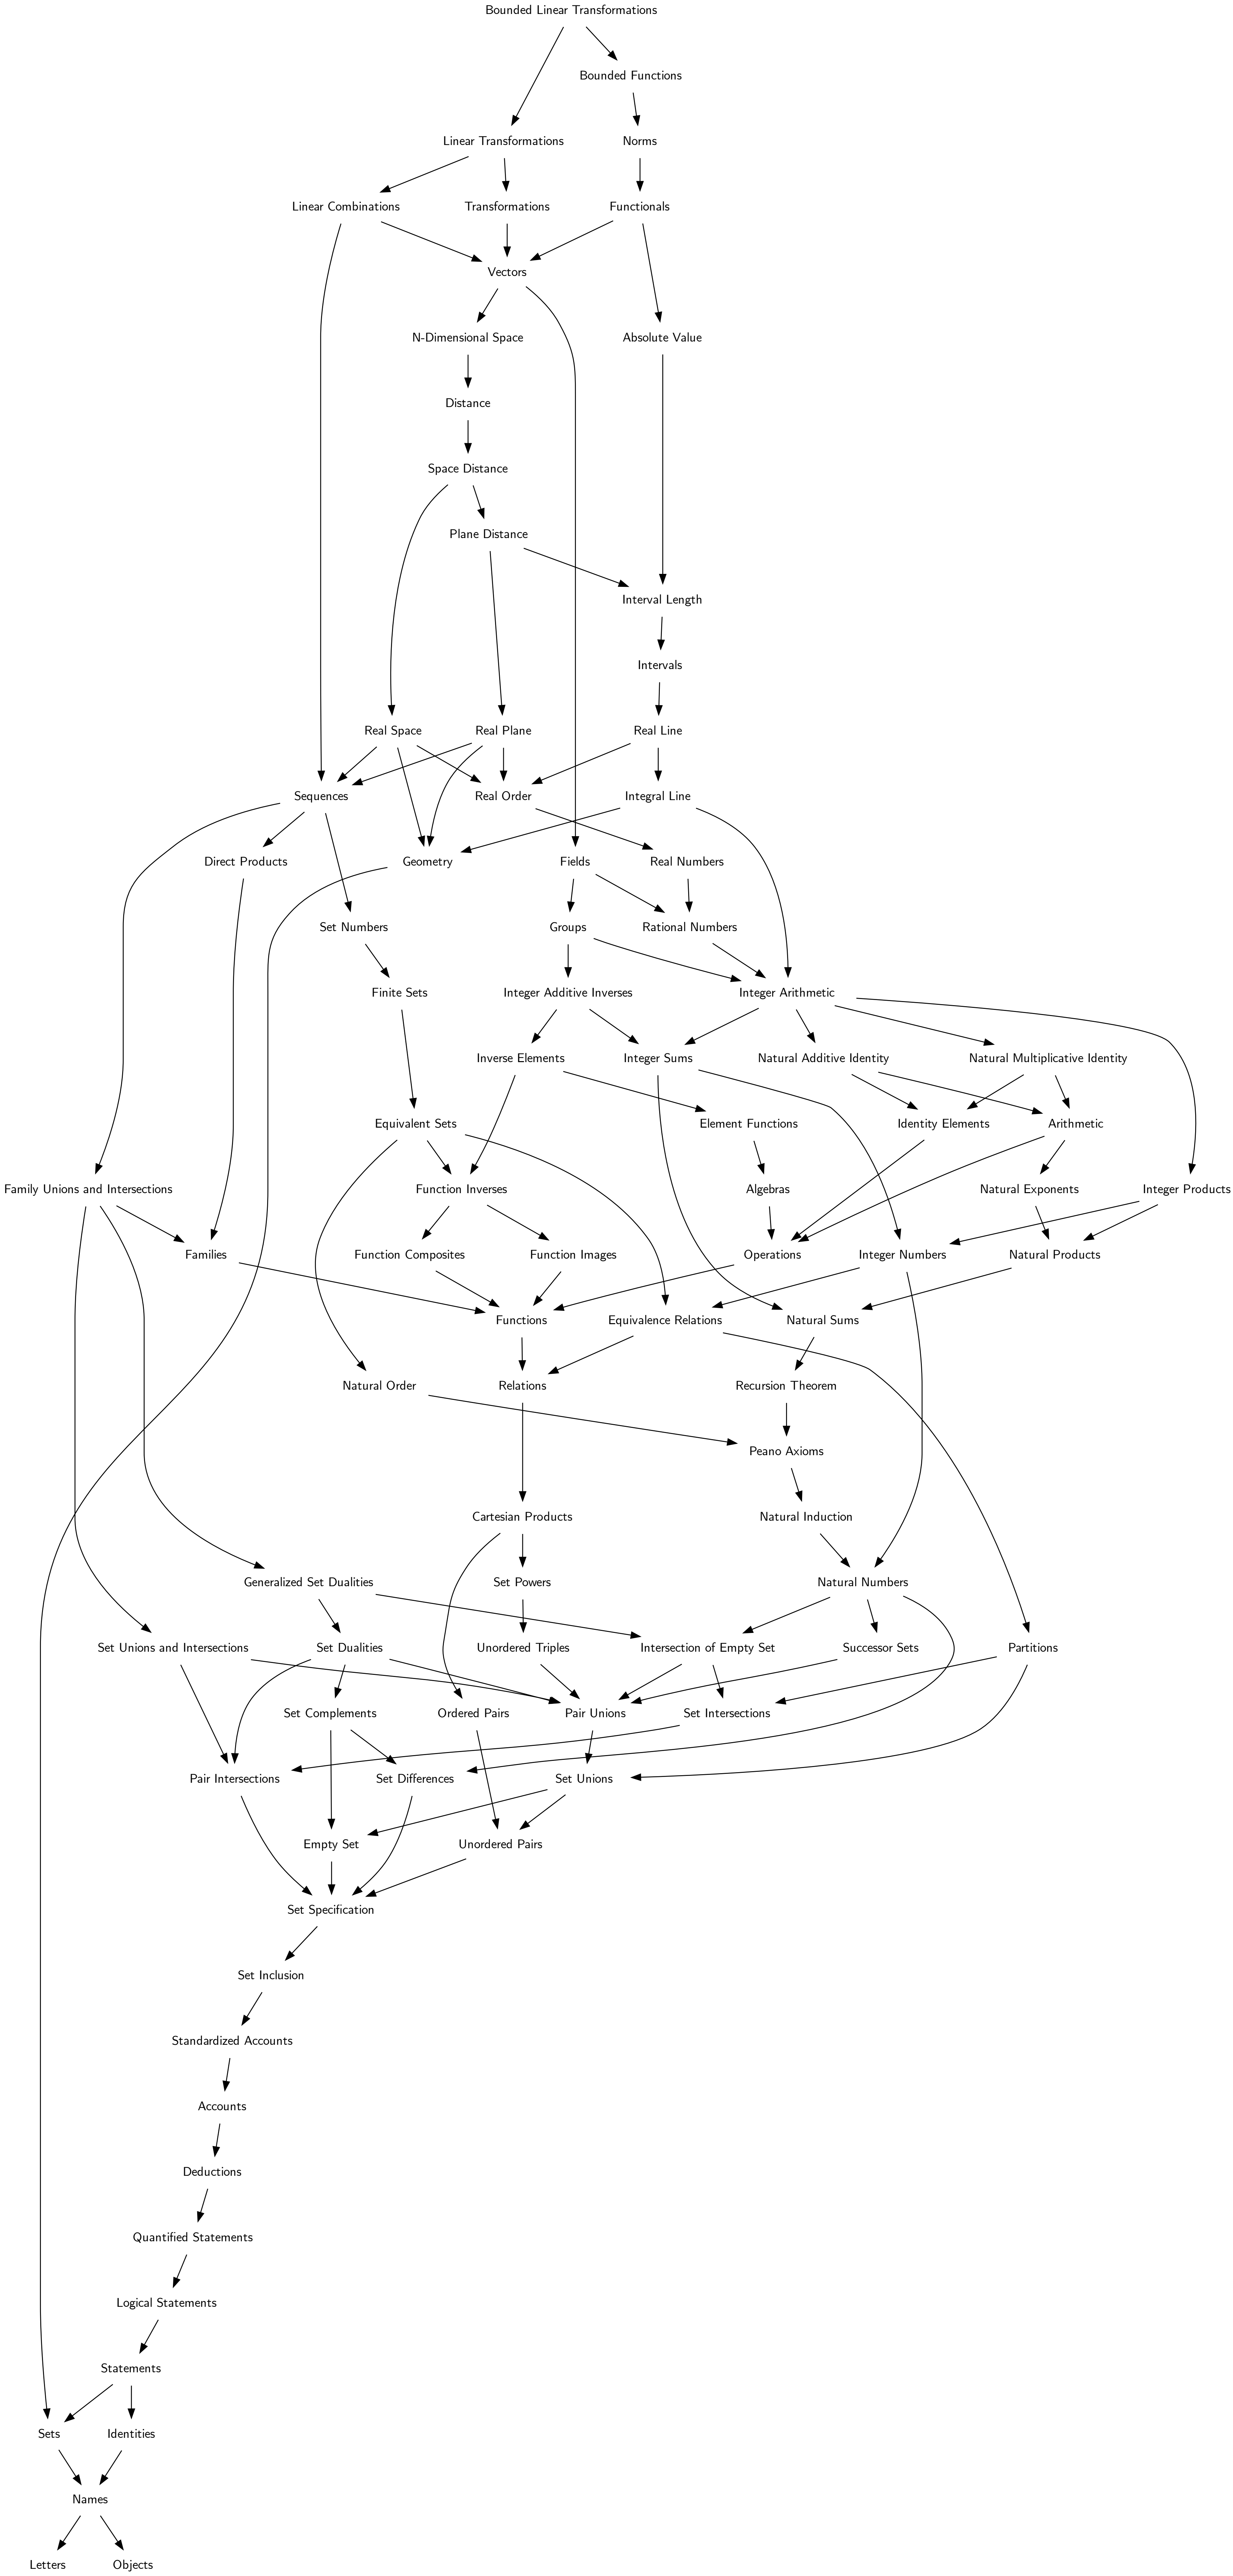 Bounded Linear Transformations
Bounded Functions
Linear Transformations
Norms
Linear Combinations
Transformations
Functionals
Vectors
N-Dimensional Space
Absolute Value
Distance
Space Distance
Plane Distance
Interval Length
Intervals
Real Space
Real Plane
Real Line
Sequences
Real Order
Integral Line
Direct Products
Geometry
Fields
Real Numbers
Set Numbers
Groups
Rational Numbers
Finite Sets
Integer Additive Inverses
Integer Arithmetic
Inverse Elements
Integer Sums
Natural Additive Identity
Natural Multiplicative Identity
Equivalent Sets
Element Functions
Identity Elements
Arithmetic
Family Unions and Intersections
Function Inverses
Algebras
Natural Exponents
Integer Products
Families
Function Composites
Function Images
Operations
Integer Numbers
Natural Products
Functions
Equivalence Relations
Natural Sums
Natural Order
Relations
Recursion Theorem
Peano Axioms
Cartesian Products
Natural Induction
Generalized Set Dualities
Set Powers
Natural Numbers
Set Unions and Intersections
Set Dualities
Unordered Triples
Intersection of Empty Set
Successor Sets
Partitions
Set Complements
Ordered Pairs
Pair Unions
Set Intersections
Pair Intersections
Set Differences
Set Unions
Empty Set
Unordered Pairs
Set Specification
Set Inclusion
Standardized Accounts
Accounts
Deductions
Quantified Statements
Logical Statements
Statements
Sets
Identities
Names
Letters
Objects